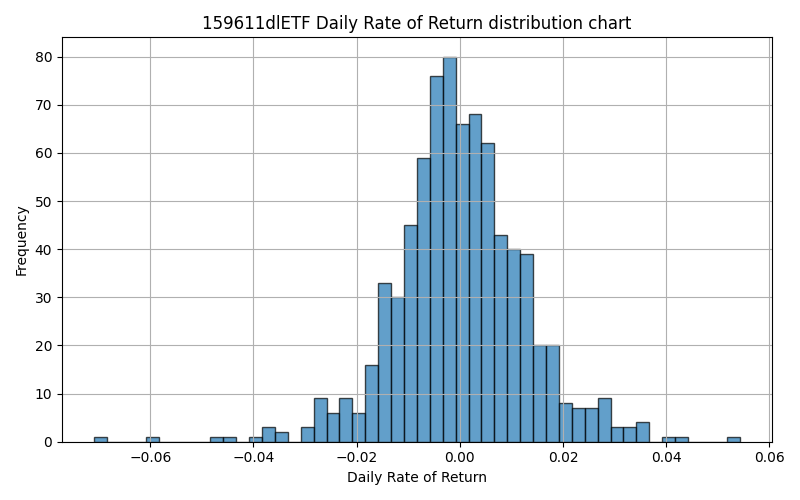 159611dlETF Daily Rate of Return distribution chart
80
70
60
50
40
30
20
10
0
Frequency
−0.06 −0.04 −0.02 0.00 0.02 0.04 0.06
Daily Rate of Return